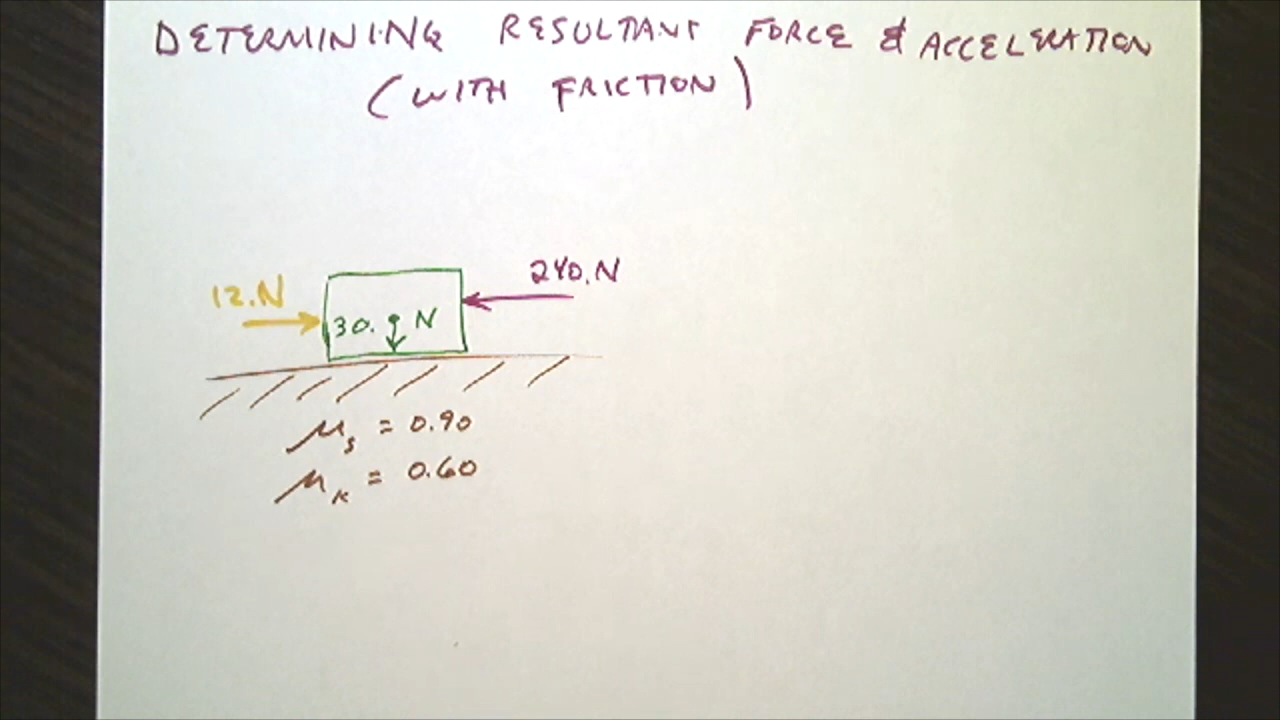 DETERMINING RESULTANT FORCE & ACCELERATION
(WITH FRICTION)
240.N
12.N
30. N
μs = 0.90
μk = 0.60